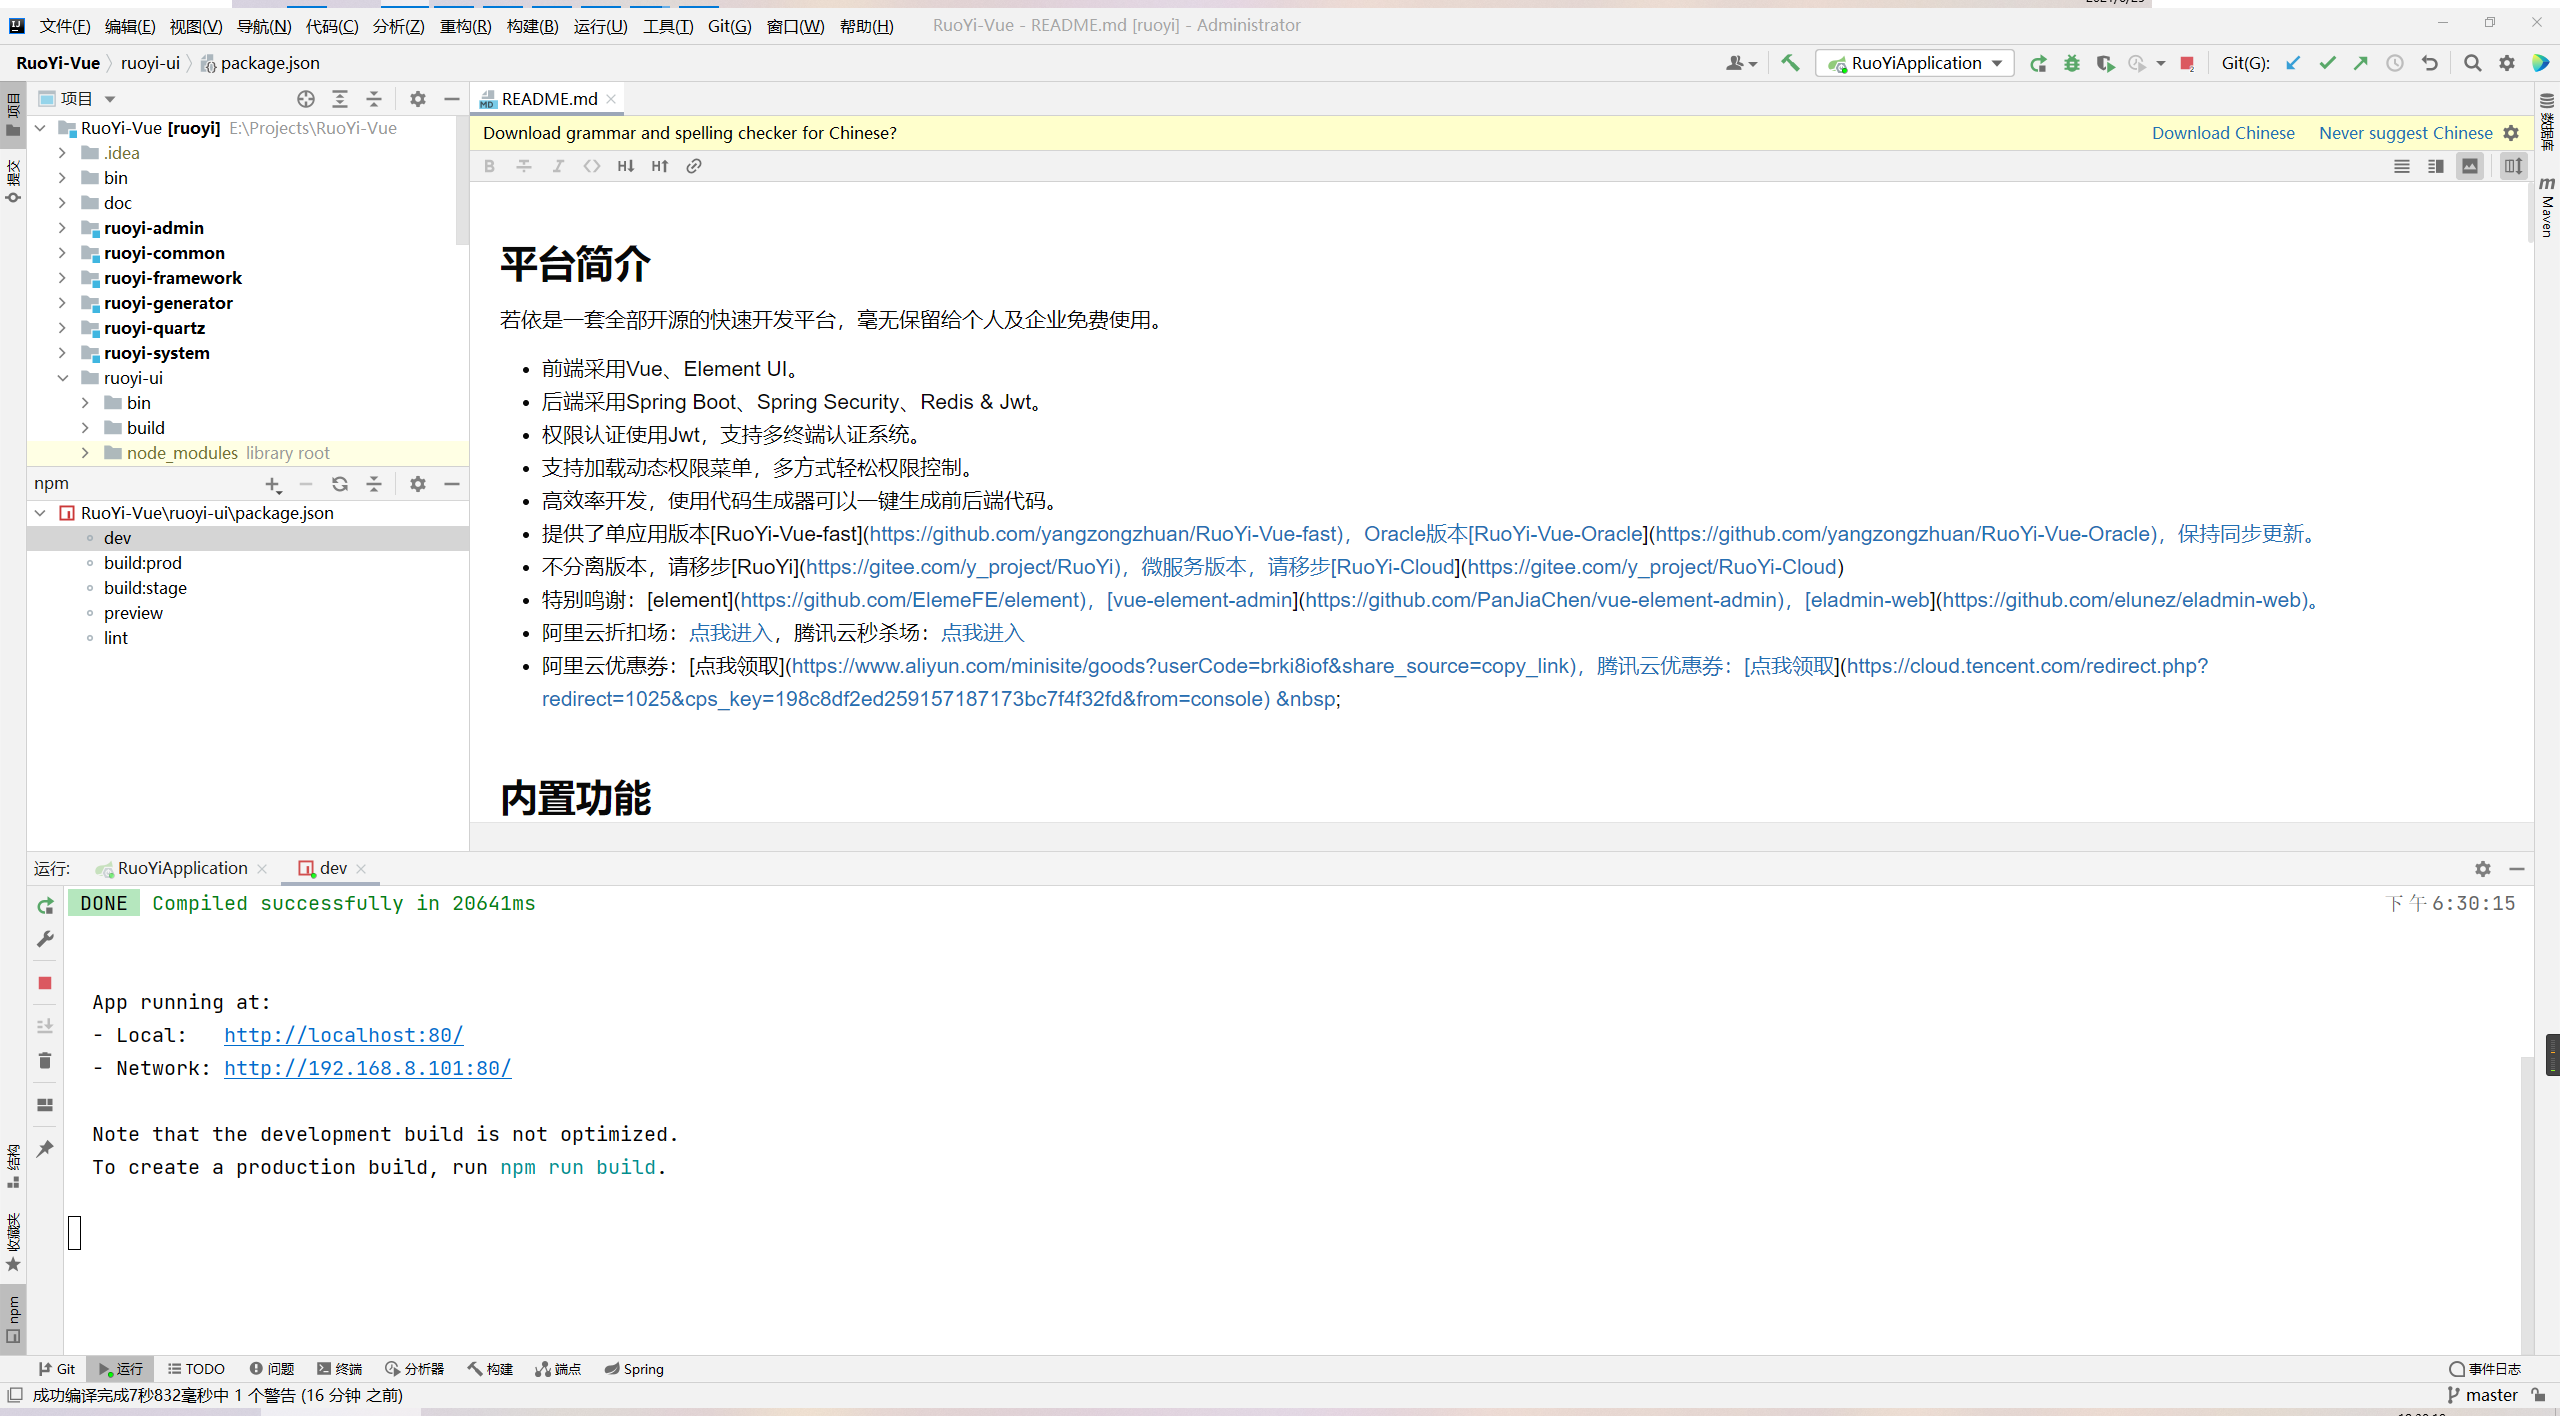 文件(F) 编辑(E) 视图(V) 导航(N) 代码(C) 分析(Z) 重构(R) 构建(B) 运行(U) 工具(T) Git(G) 窗口(W) 帮助(H) RuoYi-Vue - README.md [ruoyi] - Administrator
RuoYi-Vue ruoyi-ui package.json RuoYiApplication Git(G):
项目
提交
结构
收藏夹
npm
项目
RuoYi-Vue [ruoyi] E:\Projects\RuoYi-Vue
.idea
bin
doc
ruoyi-admin
ruoyi-common
ruoyi-framework
ruoyi-generator
ruoyi-quartz
ruoyi-system
ruoyi-ui
bin
build
node_modules library root
npm
RuoYi-Vue\ruoyi-ui\package.json
dev
build:prod
build:stage
preview
lint
README.md
Download grammar and spelling checker for Chinese? Download Chinese Never suggest Chinese
平台简介
若依是一套全部开源的快速开发平台，毫无保留给个人及企业免费使用。
• 前端采用Vue、Element UI。
• 后端采用Spring Boot、Spring Security、Redis & Jwt。
• 权限认证使用Jwt，支持多终端认证系统。
• 支持加载动态权限菜单，多方式轻松权限控制。
• 高效率开发，使用代码生成器可以一键生成前后端代码。
• 提供了单应用版本[RuoYi-Vue-fast](https://github.com/yangzongzhuan/RuoYi-Vue-fast)，Oracle版本[RuoYi-Vue-Oracle](https://github.com/yangzongzhuan/RuoYi-Vue-Oracle)，保持同步更新。
• 不分离版本，请移步[RuoYi](https://gitee.com/y_project/RuoYi)，微服务版本，请移步[RuoYi-Cloud](https://gitee.com/y_project/RuoYi-Cloud)
• 特别鸣谢：[element](https://github.com/ElemeFE/element)，[vue-element-admin](https://github.com/PanJiaChen/vue-element-admin)，[eladmin-web](https://github.com/elunez/eladmin-web)。
• 阿里云折扣场：点我进入，腾讯云秒杀场：点我进入
• 阿里云优惠券：[点我领取](https://www.aliyun.com/minisite/goods?userCode=brki8iof&share_source=copy_link)，腾讯云优惠券：[点我领取](https://cloud.tencent.com/redirect.php?
redirect=1025&cps_key=198c8df2ed259157187173bc7f4f32fd&from=console) &nbsp;
内置功能
数据库
Maven
运行: RuoYiApplication dev
DONE Compiled successfully in 20641ms 下午6:30:15
App running at:
- Local: http://localhost:80/
- Network: http://192.168.8.101:80/
Note that the development build is not optimized.
To create a production build, run npm run build.
Git 运行 TODO 问题 终端 分析器 构建 端点 Spring 事件日志
成功编译完成7秒832毫秒中 1 个警告 (16 分钟 之前) master